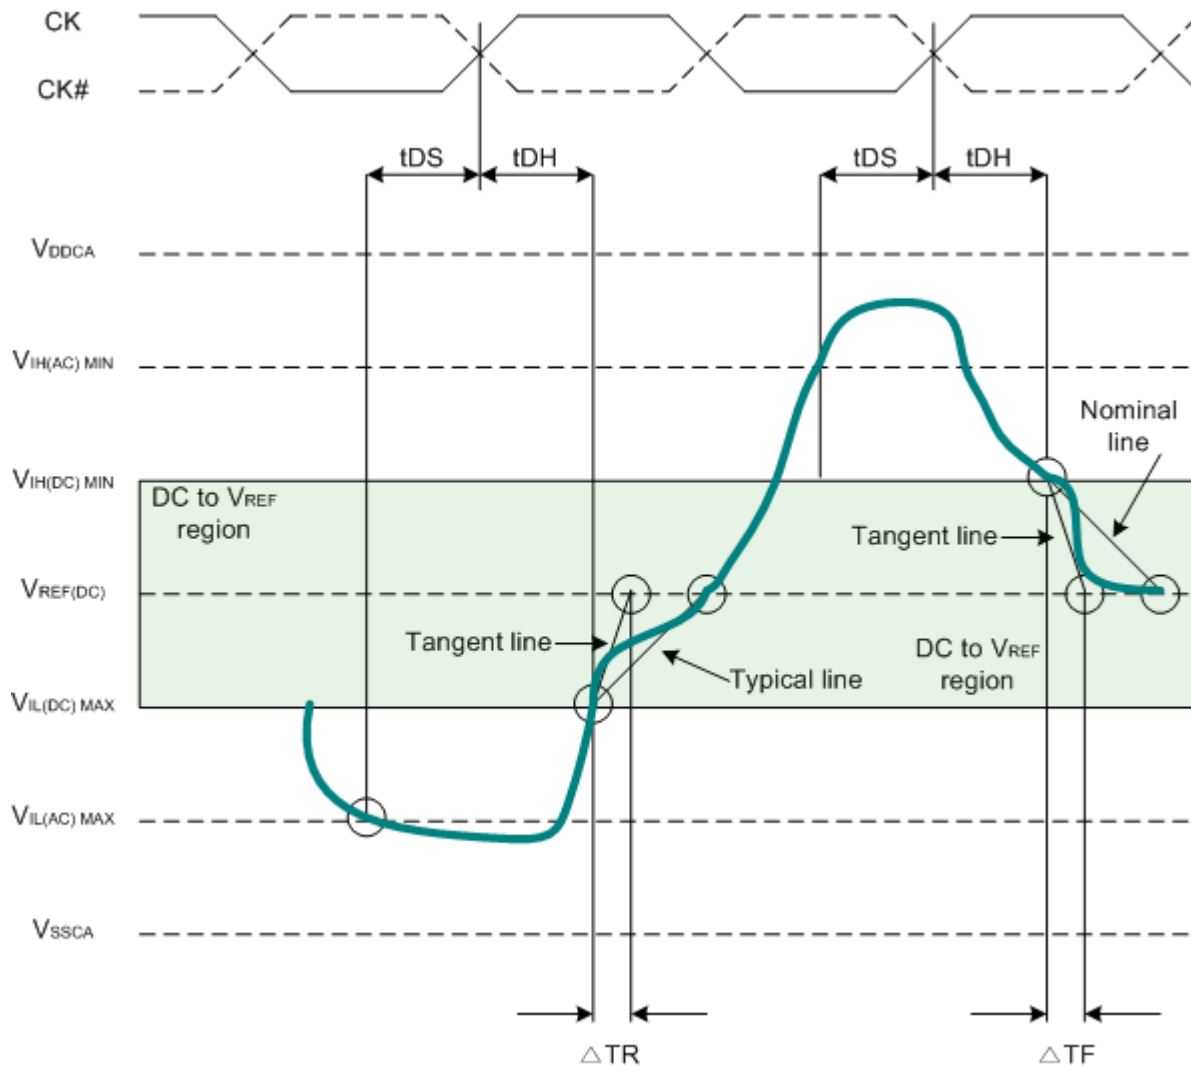 CK
CK#
tDS tDH tDS tDH
VDDCA
VIH(AC) MIN
Nominal
line
VIH(DC) MIN
DC to VREF
region
Tangent line
VREF(DC)
Tangent line
DC to VREF
region
Typical line
VIL(DC) MAX
VIL(AC) MAX
VSSCA
△TR △TF